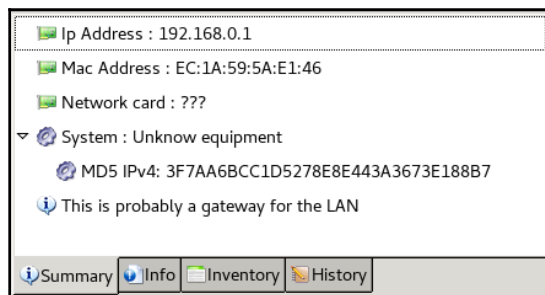 Ip Address : 192.168.0.1
Mac Address : EC:1A:59:5A:E1:46
Network card : ???
System : Unknow equipment
MD5 IPv4: 3F7AA6BCC1D5278E8E443A3673E188B7
This is probably a gateway for the LAN
Summary Info Inventory History